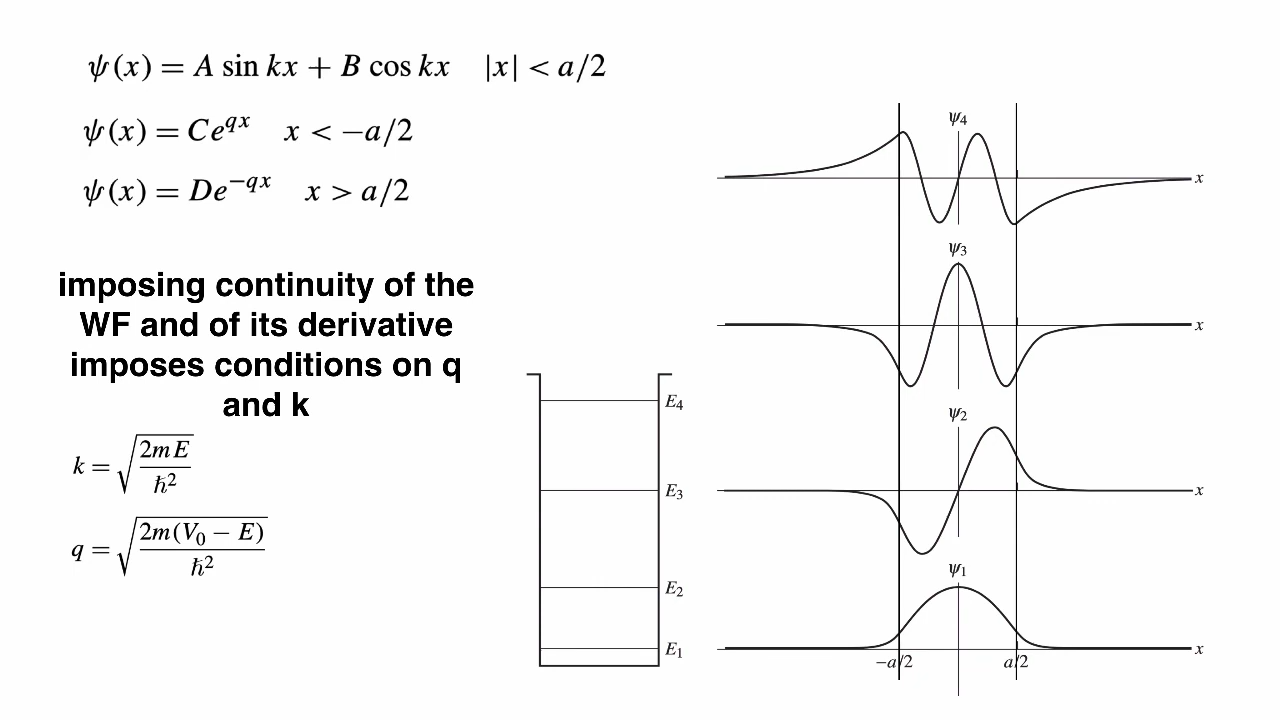 ψ(x) = A sin kx + B cos kx |x| < a/2
ψ(x) = Ce^{qx} x < −a/2
ψ(x) = De^{−qx} x > a/2
imposing continuity of the
WF and of its derivative
imposes conditions on q
and k
k = √(2mE/ħ²)
q = √(2m(V₀ − E)/ħ²)
E₄
E₃
E₂
E₁
ψ₄
x
ψ₃
x
ψ₂
x
ψ₁
x
−a/2 a/2